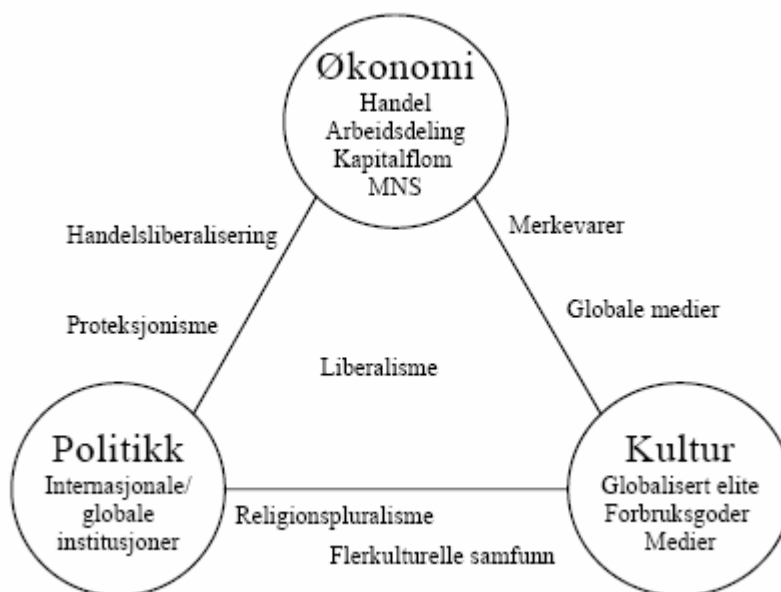 Økonomi
Handel
Arbeidsdeling
Kapitalflom
MNS
Handelsliberalisering
Merkevarer
Proteksjonisme
Globale medier
Liberalisme
Politikk
Internasjonale/
globale
institusjoner
Kultur
Globalisert elite
Forbruksgoder
Medier
Religionspluralisme
Flerkulturelle samfunn